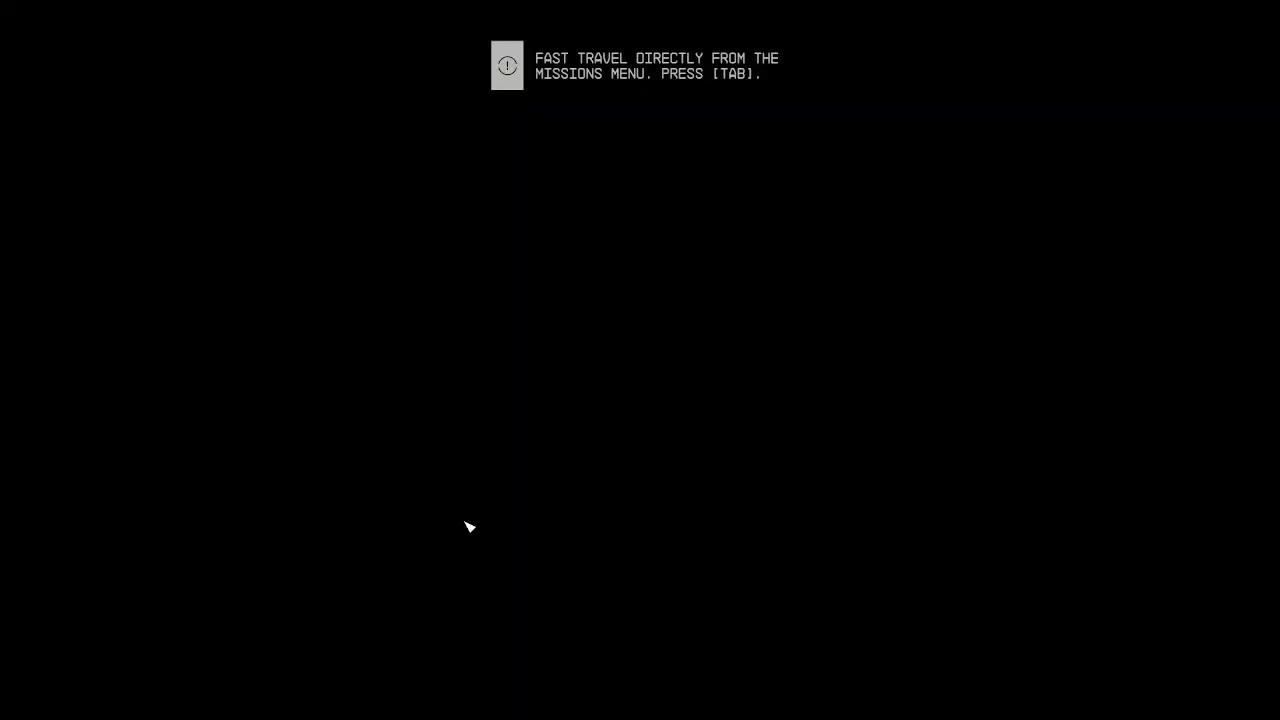 FAST TRAVEL DIRECTLY FROM THE
MISSIONS MENU. PRESS [TAB].